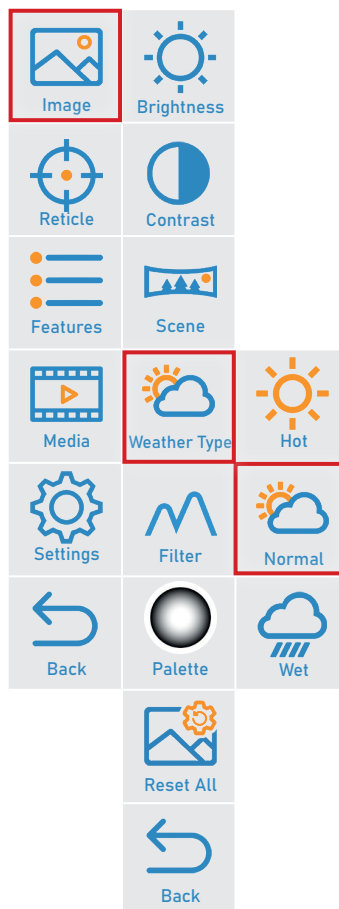 Image
Brightness
Reticle
Contrast
Features
Scene
Media
Weather Type
Hot
Settings
Filter
Normal
Back
Palette
Wet
Reset All
Back